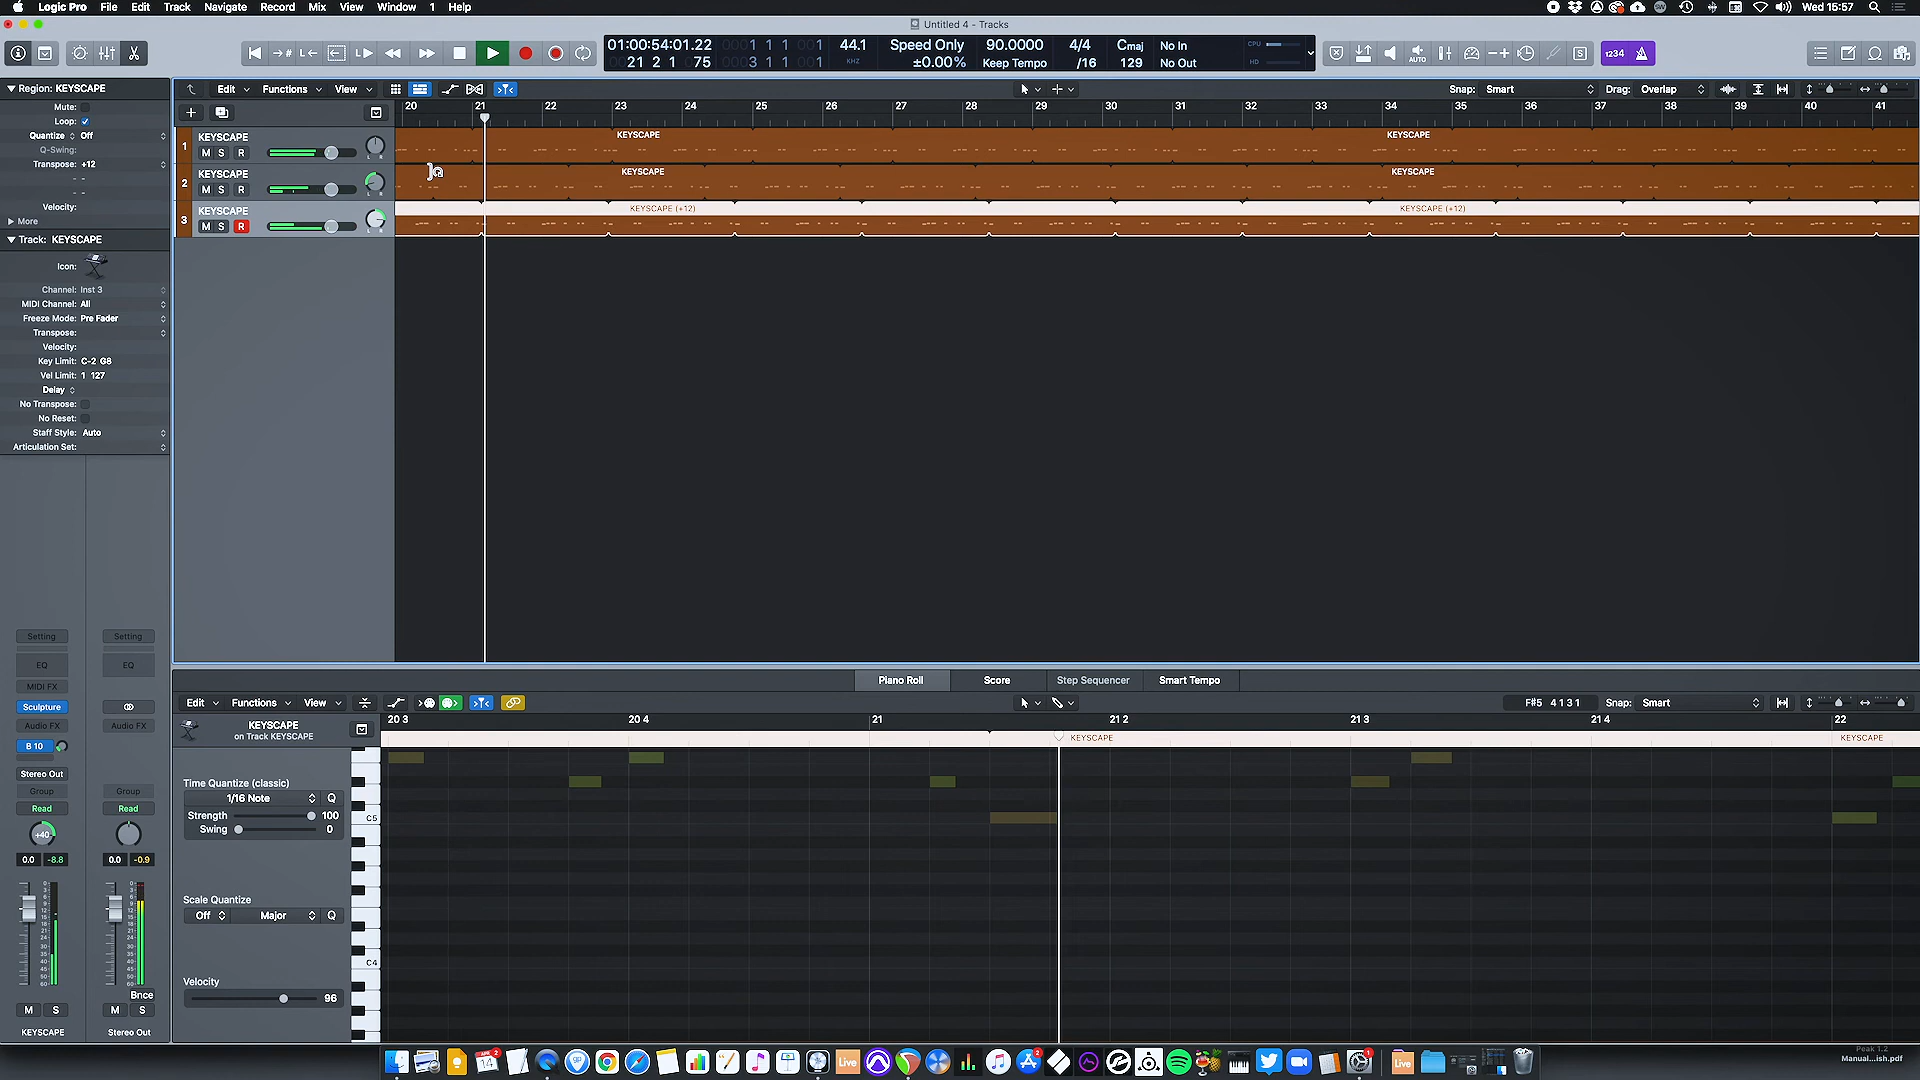 Logic Pro File Edit Track Navigate Record Mix View Window 1 Help
Wed 15:57
Untitled 4 - Tracks
01:00:54:01.22 0001 1 1 001 44.1 Speed Only 90.0000 4/4 Cmaj No In CPU
21 2 1 75 0003 1 1 001 KHZ ±0.00% Keep Tempo /16 129 No Out HD
AUTO
1234
Region: KEYSCAPE
Mute:
Loop:
Quantize Off
Q-Swing:
Transpose: +12
Velocity:
More
Track: KEYSCAPE
Icon:
Channel: Inst 3
MIDI Channel: All
Freeze Mode: Pre Fader
Transpose:
Velocity:
Key Limit: C-2 G8
Vel Limit: 1 127
Delay
No Transpose:
No Reset:
Staff Style: Auto
Articulation Set:
Edit Functions View
Snap: Smart Drag: Overlap
20 21 22 23 24 25 26 27 28 29 30 31 32 33 34 35 36 37 38 39 40 41
1 KEYSCAPE
M S R
L R
KEYSCAPE KEYSCAPE
2 KEYSCAPE
M S R
L R
KEYSCAPE KEYSCAPE
3 KEYSCAPE
M S R
L R
KEYSCAPE (+12) KEYSCAPE (+12)
Setting Setting
EQ EQ
MIDI FX
Sculpture
Audio FX Audio FX
B 10
Stereo Out
Group Group
Read Read
+40
0.0 -8.8 0.0 -0.9
Bnce
M S M S
KEYSCAPE Stereo Out
Piano Roll Score Step Sequencer Smart Tempo
Edit Functions View
F#5 4 1 3 1 Snap: Smart
20 3 20 4 21 21 2 21 3 21 4 22
KEYSCAPE
on Track KEYSCAPE
KEYSCAPE KEYSCAPE
Time Quantize (classic)
1/16 Note Q
Strength 100
Swing 0
Scale Quantize
Off Major Q
Velocity
96
C5
C4
Live
Live
Peak 1.2
Manual...ish.pdf